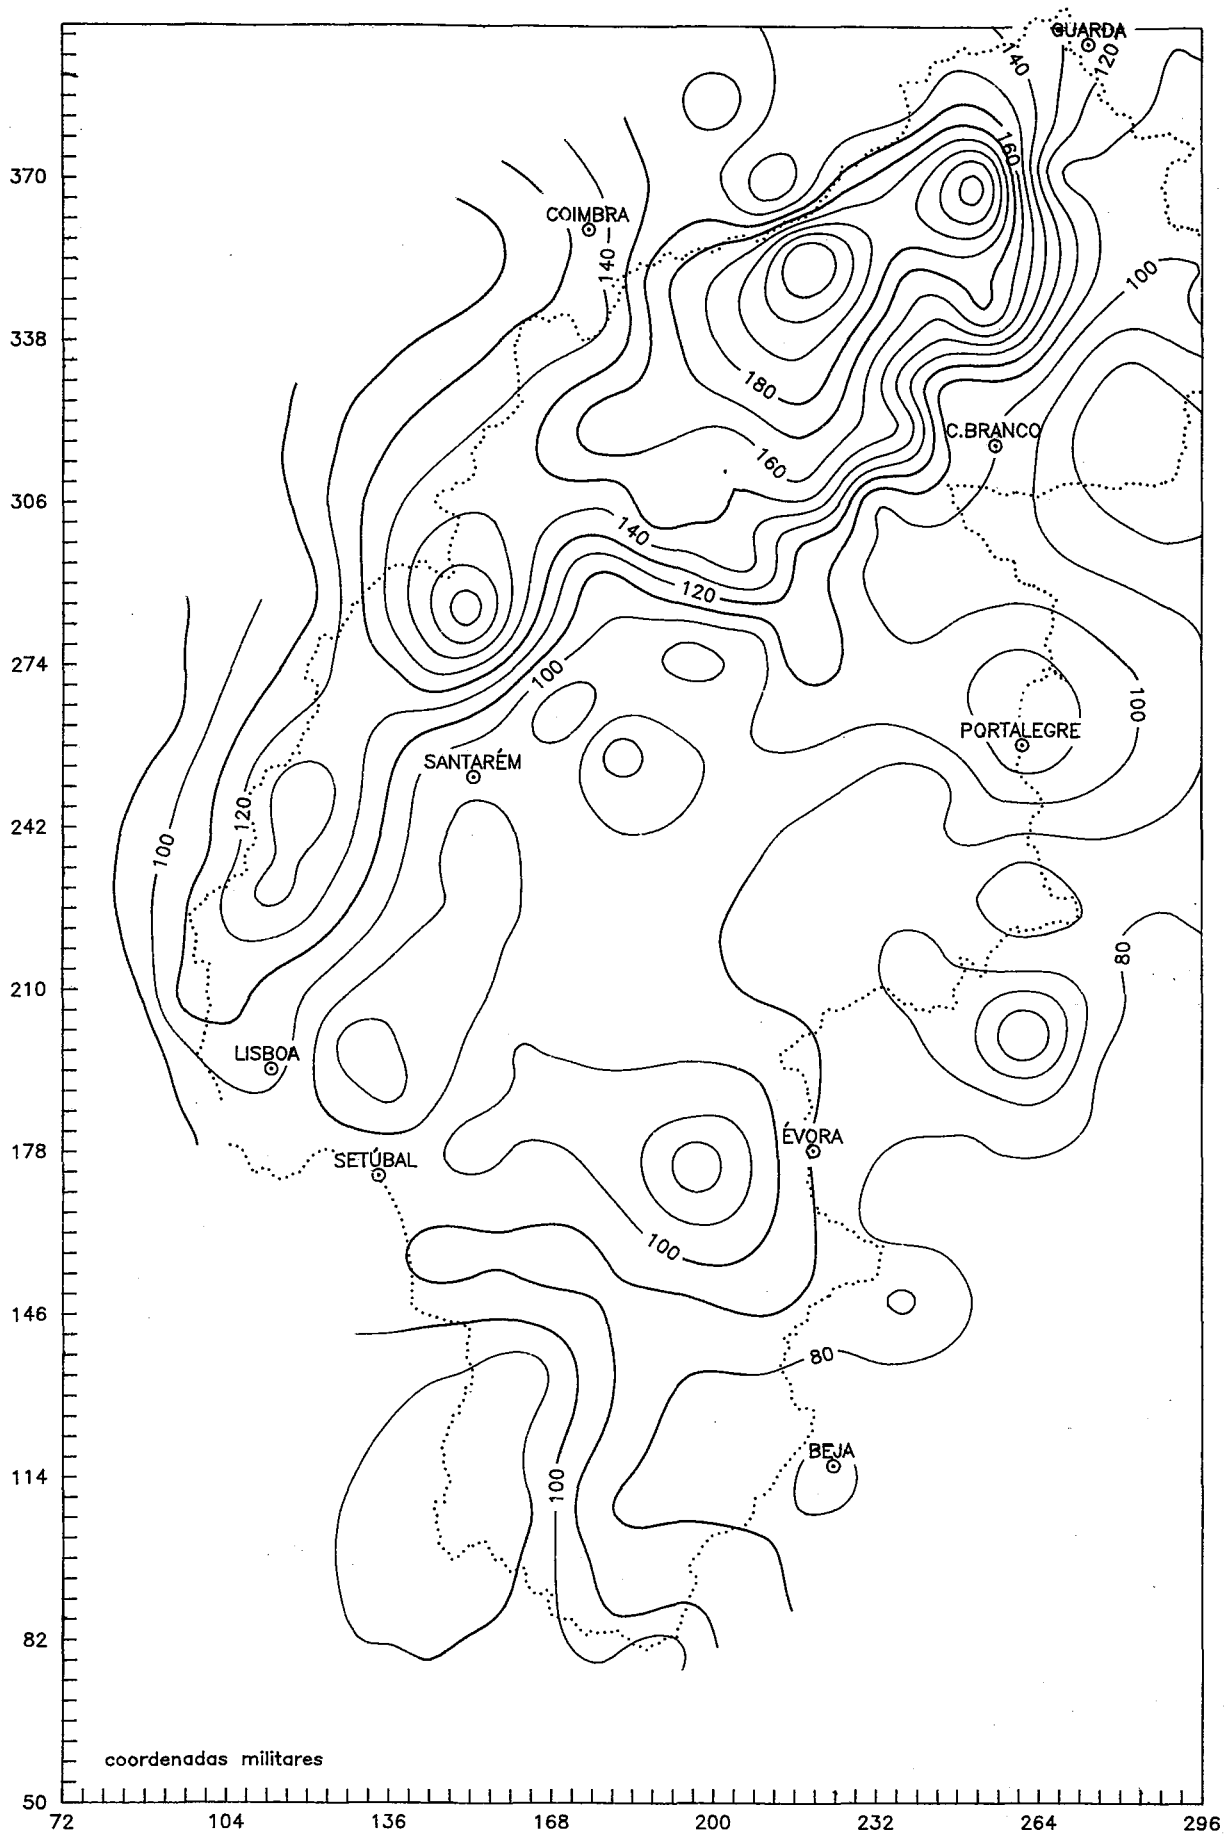 GUARDA
140
120
160
370
COIMBRA
140
100
338
180
C.BRANCO
160
306
140
120
274
100
100
PORTALEGRE
SANTARÉM
242
120
100
80
210
LISBOA
178
ÉVORA
SETÚBAL
100
146
80
BEJA
114
100
82
coordenadas militares
50
72 104 136 168 200 232 264 296